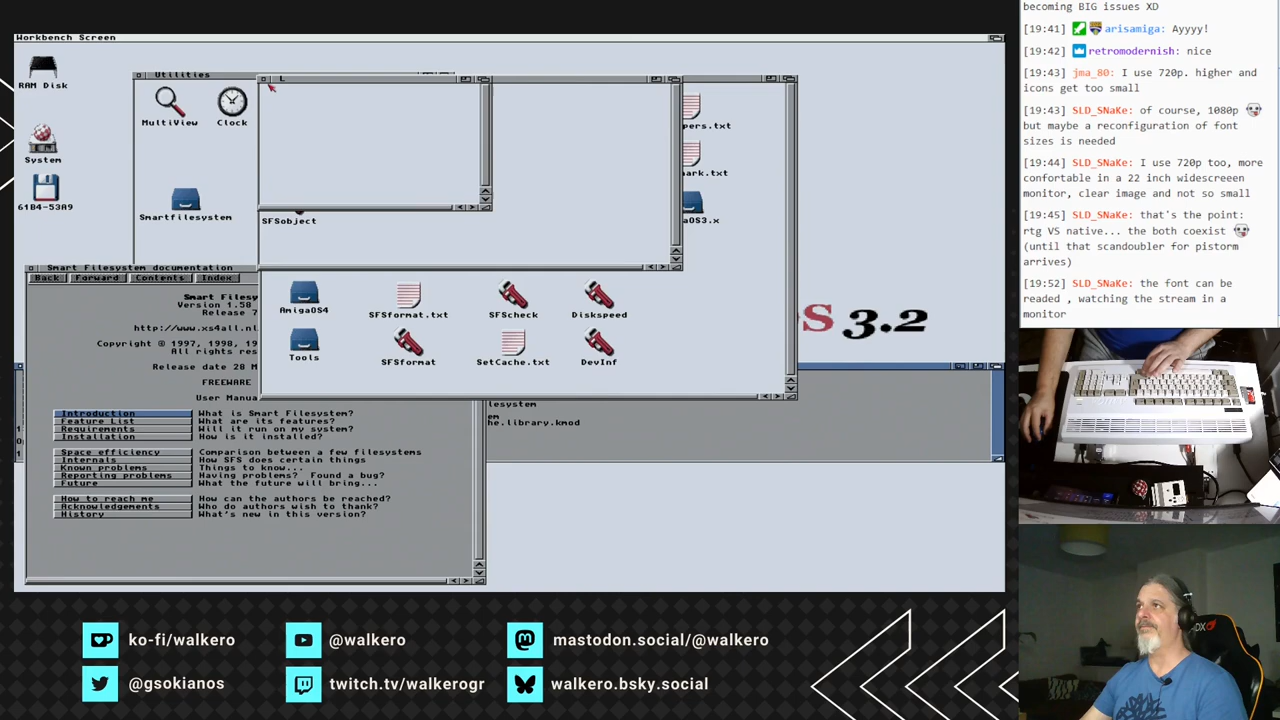 Workbench Screen
RAM Disk
System
61B4-53A9
Utilities
MultiView
Clock
Smartfilesystem
L
SFSobject
pers.txt
ark.txt
aOS3.x
AmigaOS4
SFSformat.txt
SFScheck
Diskspeed
Tools
SFSformat
SetCache.txt
DevInf
S 3.2
lesystem
em
he.library.kmod
Smart Filesystem documentation
Back
Forward
Contents
Index
Smart Filesy
Version 1.58
Release 7
http://www.xs4all.nl
Copyright © 1997, 1998, 19
All rights res
Release date 28 M
FREEWARE
User Manua
Introduction What is Smart Filesystem?
Feature List What are its features?
Requirements Will it run on my system?
Installation How is it installed?
Space efficiency Comparison between a few filesystems
Internals How SFS does certain things
Known problems Things to know...
Reporting problems Having problems? Found a bug?
Future What the future will bring...
How to reach me How can the authors be reached?
Acknowledgements Who do authors wish to thank?
History What's new in this version?
becoming BIG issues XD
[19:41] arisamiga: Ayyyy!
[19:42] retromodernish: nice
[19:43] jma_80: I use 720p. higher and
icons get too small
[19:43] SLD_SNaKe: of course, 1080p
but maybe a reconfiguration of font
sizes is needed
[19:44] SLD_SNaKe: I use 720p too, more
confortable in a 22 inch widescreeen
monitor, clear image and not so small
[19:45] SLD_SNaKe: that's the point:
rtg VS native... the both coexist
(until that scandoubler for pistorm
arrives)
[19:52] SLD_SNaKe: the font can be
readed , watching the stream in a
monitor
ko-fi/walkero
@walkero
mastodon.social/@walkero
@gsokianos
twitch.tv/walkerogr
walkero.bsky.social